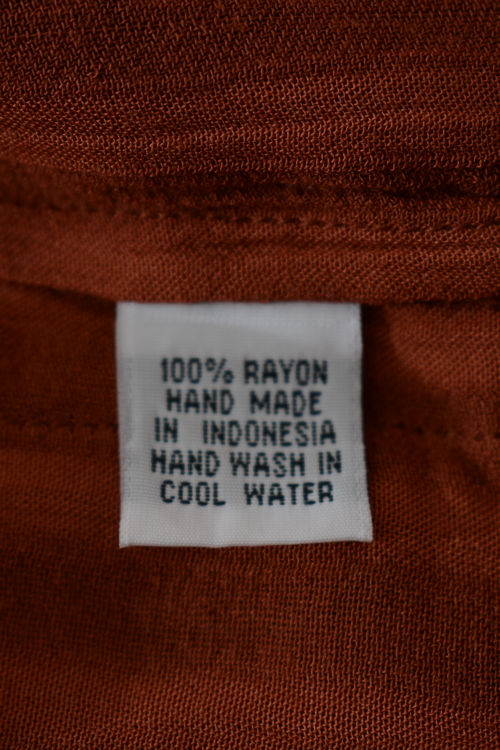 100% RAYON
HAND MADE
IN INDONESIA
HAND WASH IN
COOL WATER